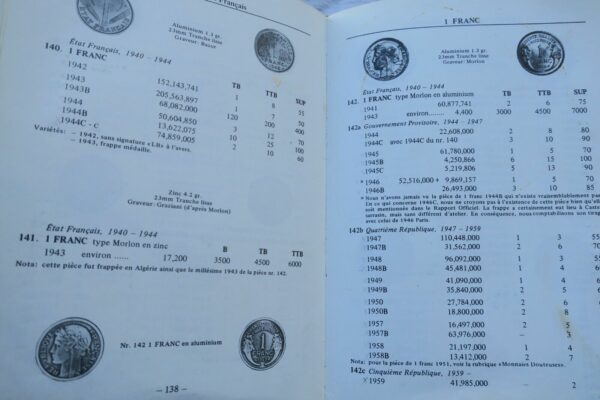 Français
ÉTAT FRANÇAIS
Aluminium 1.3 gr.
23mm Tranche lisse
Graveur: Bazor
État Français, 1940 - 1944
140. 1 FRANC
TB TTB SUP
1942 152,143,741 1 8 75
1943 205,563,897 1 5 70
1943B 68,082,000 120 200 400
1944 50,604,850 7 20 50
1944B 13,622,075 3 12 70
1944C - c 74,859,005 10 25 100
Variétés: - 1942, sans signature «LB» à l'avers. 10 35 60
- 1943, frappe médaille.
Zinc 4.2 gr.
23mm Tranche lisse
Graveur: Graziani (d'après Morlon)
État Français, 1940 - 1944
141. 1 FRANC type Morlon en zinc B TB TTB
1943 environ ...... 17,200 3500 4500 6000
Nota: cette pièce fut frappée en Algérie ainsi que le millésime 1943 de la pièce nr. 142.
Nr. 142 1 FRANC en aluminium
1 FRANC
- 138 -
1 FRANC
Aluminium 1.3 gr.
23mm Tranche lisse
Graveur: Morlon
État Français, 1940 - 1944
142. 1 FRANC type Morlon en aluminium TB TTB SUP
1941 60,877,741 2 6 75
1943 environ.... 4,400 3000 4500 7000
142a Gouvernement Provisoire, 1944 - 1947
1944 22,608,000 2 8 80
1944C avec 1944C du nr. 140 3 10 90
1945 61,780,000 1 5 70
1945B 4,250,866 6 15 100
1945C 5,219,866 5 15 100
*1946 52,516,000 + 9,869,157 1 5 70
1946B 26,493,000 3 10 85
142b Quatrième République, 1947 - 1959
1947 110,448,000 1 3 55
1947B 31,562,000 2 6 70
1948 96,092,000 1 3 55
1948B 45,481,000 1 4 60
1949 41,090,000 1 4
1949B 35,840,000 2 5
1950 27,784,000 2 6
1950B 18,800,000 2 5
1957 16,497,000 2 5
1957B 63,976,000 - 3
1958 21,197,000 1 4
1958B 13,412,000 2 7
Nota: pour la pièce de 1 franc 1951, voir la rubrique «Monnaies Douteuses».
142c Cinquième République, 1959 -
×1959 41,985,000 - 2